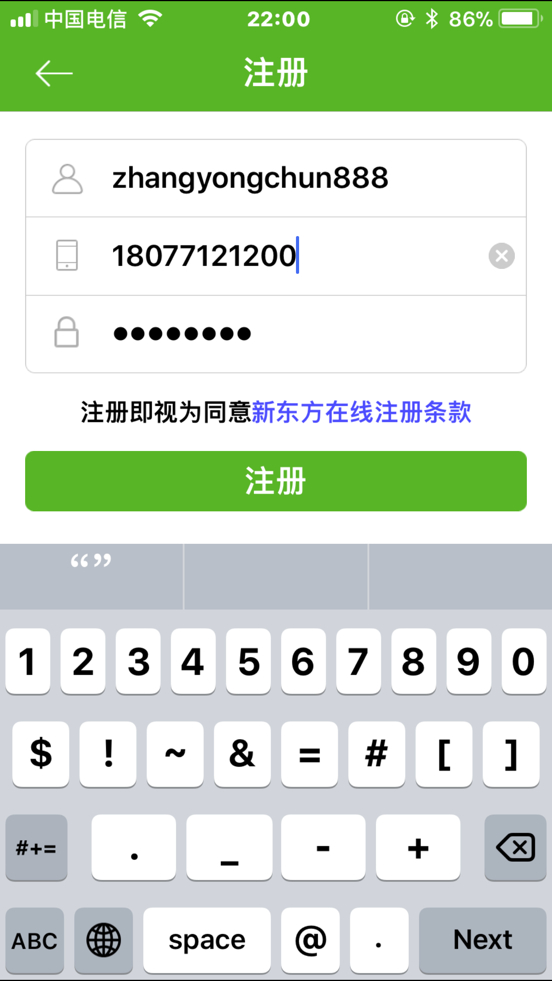 中国电信 22:00 86%
注册
zhangyongchun888
18077121200
••••••••
注册即视为同意新东方在线注册条款
注册
“”
1 2 3 4 5 6 7 8 9 0
$ ! ~ & = # [ ]
#+= . _ - +
ABC space @ . Next